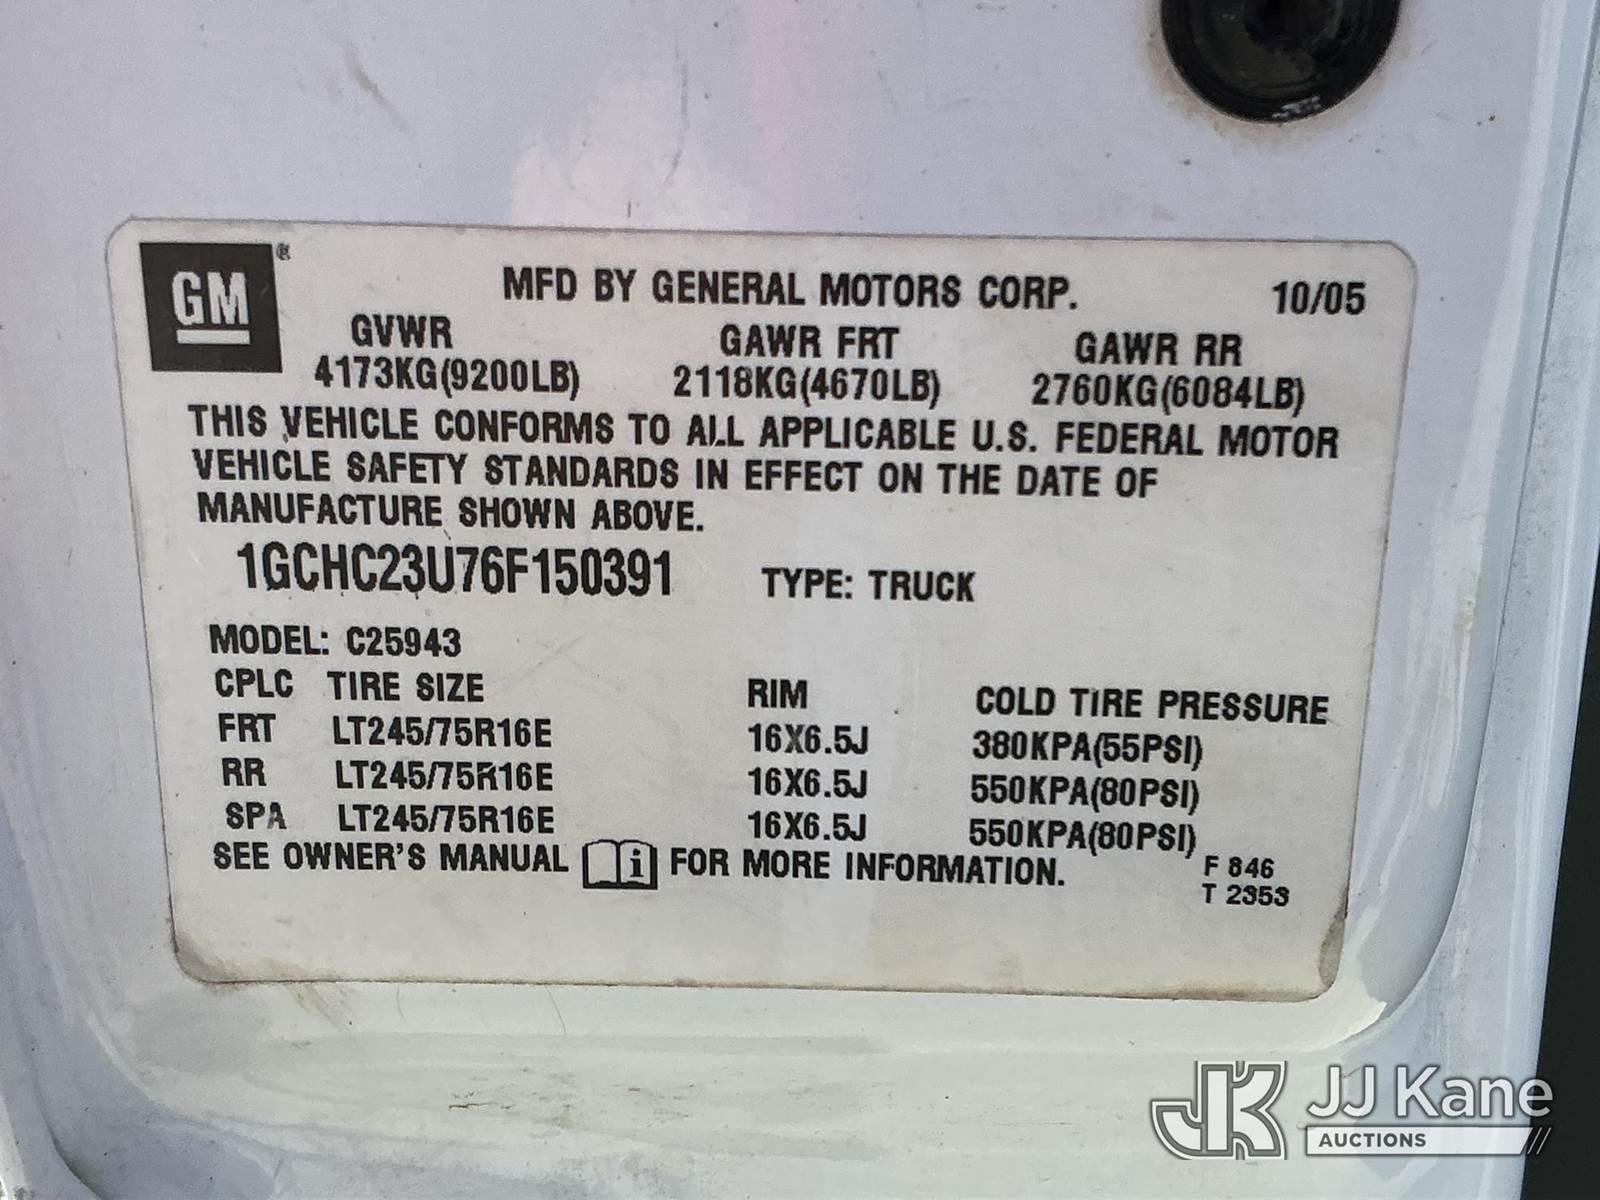 GM ®
MFD BY GENERAL MOTORS CORP. 10/05
GVWR GAWR FRT GAWR RR
4173KG(9200LB) 2118KG(4670LB) 2760KG(6084LB)
THIS VEHICLE CONFORMS TO ALL APPLICABLE U.S. FEDERAL MOTOR
VEHICLE SAFETY STANDARDS IN EFFECT ON THE DATE OF
MANUFACTURE SHOWN ABOVE.
1GCHC23U76F150391 TYPE: TRUCK
MODEL: C25943
CPLC TIRE SIZE RIM COLD TIRE PRESSURE
FRT LT245/75R16E 16X6.5J 380KPA(55PSI)
RR LT245/75R16E 16X6.5J 550KPA(80PSI)
SPA LT245/75R16E 16X6.5J 550KPA(80PSI)
SEE OWNER'S MANUAL i FOR MORE INFORMATION.
F 846
T 2353
JK JJ Kane
AUCTIONS